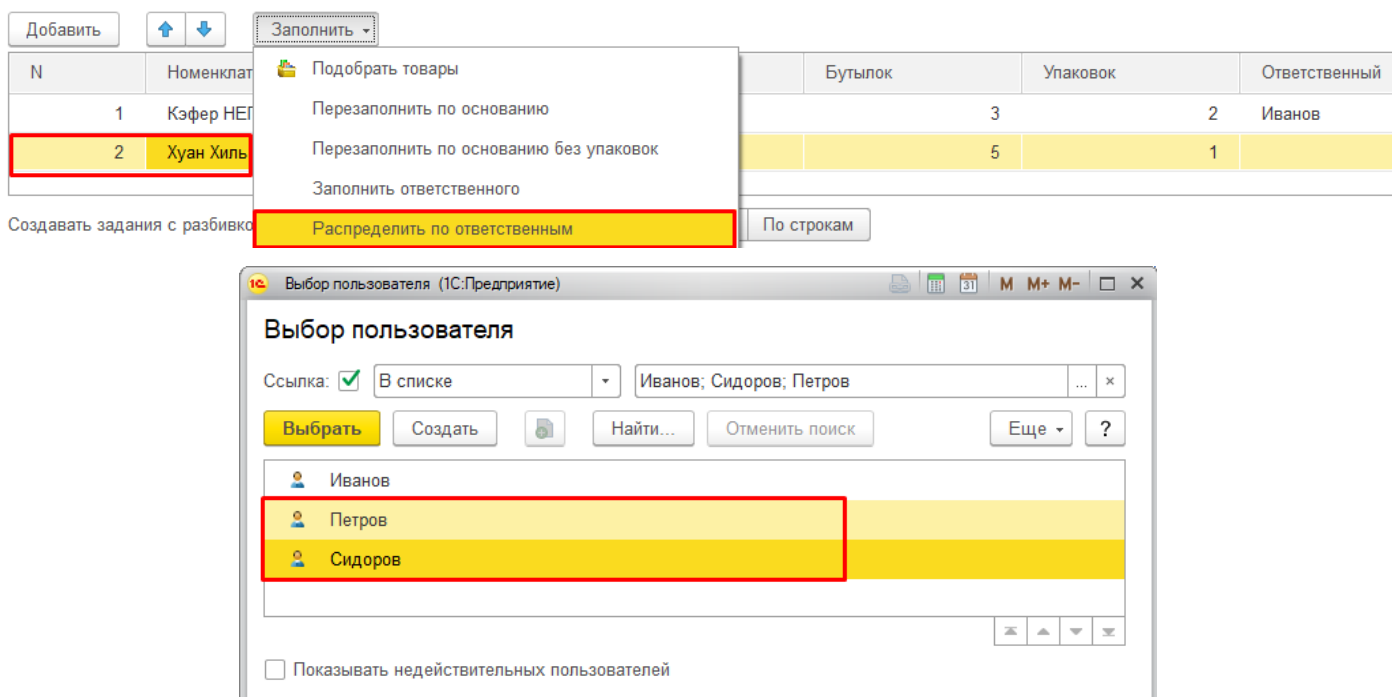 Добавить Заполнить
N Номенклат Бутылок Упаковок Ответственный
Подобрать товары
1 Кэфер НЕГ 3 2 Иванов
Перезаполнить по основанию
2 Хуан Хиль 5 1
Перезаполнить по основанию без упаковок
Заполнить ответственного
Создавать задания с разбивко По строкам
Распределить по ответственным
1С Выбор пользователя (1С:Предприятие) 31 M M+ M-
Выбор пользователя
Ссылка: В списке Иванов; Сидоров; Петров ... ×
Выбрать Создать Найти... Отменить поиск Еще ?
Иванов
Петров
Сидоров
Показывать недействительных пользователей